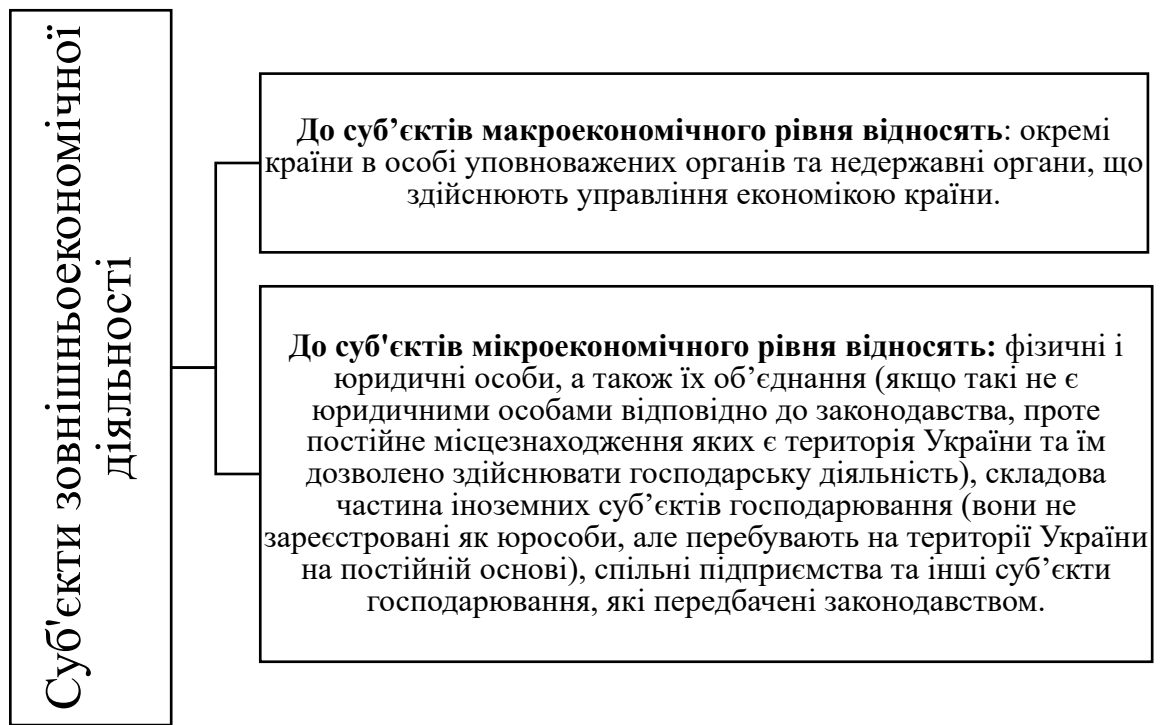 Суб'єкти зовнішньоекономічної
діяльності
До суб’єктів макроекономічного рівня відносять: окремі
країни в особі уповноважених органів та недержавні органи, що
здійснюють управління економікою країни.
До суб'єктів мікроекономічного рівня відносять: фізичні і
юридичні особи, а також їх об’єднання (якщо такі не є
юридичними особами відповідно до законодавства, проте
постійне місцезнаходження яких є територія України та їм
дозволено здійснювати господарську діяльність), складова
частина іноземних суб’єктів господарювання (вони не
зареєстровані як юрособи, але перебувають на території України
на постійній основі), спільні підприємства та інші суб’єкти
господарювання, які передбачені законодавством.